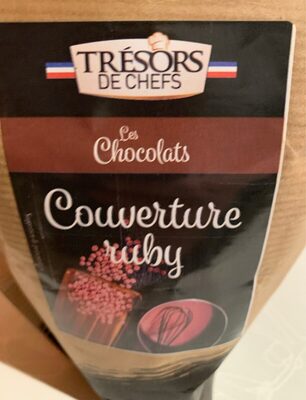 TRÉSORS
DE CHEFS
Les
Chocolats
Couverture
ruby